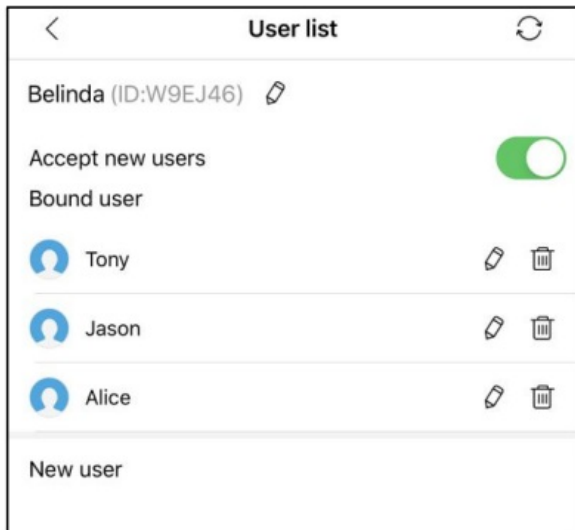 User list
Belinda (ID:W9EJ46)
Accept new users
Bound user
Tony
Jason
Alice
New user